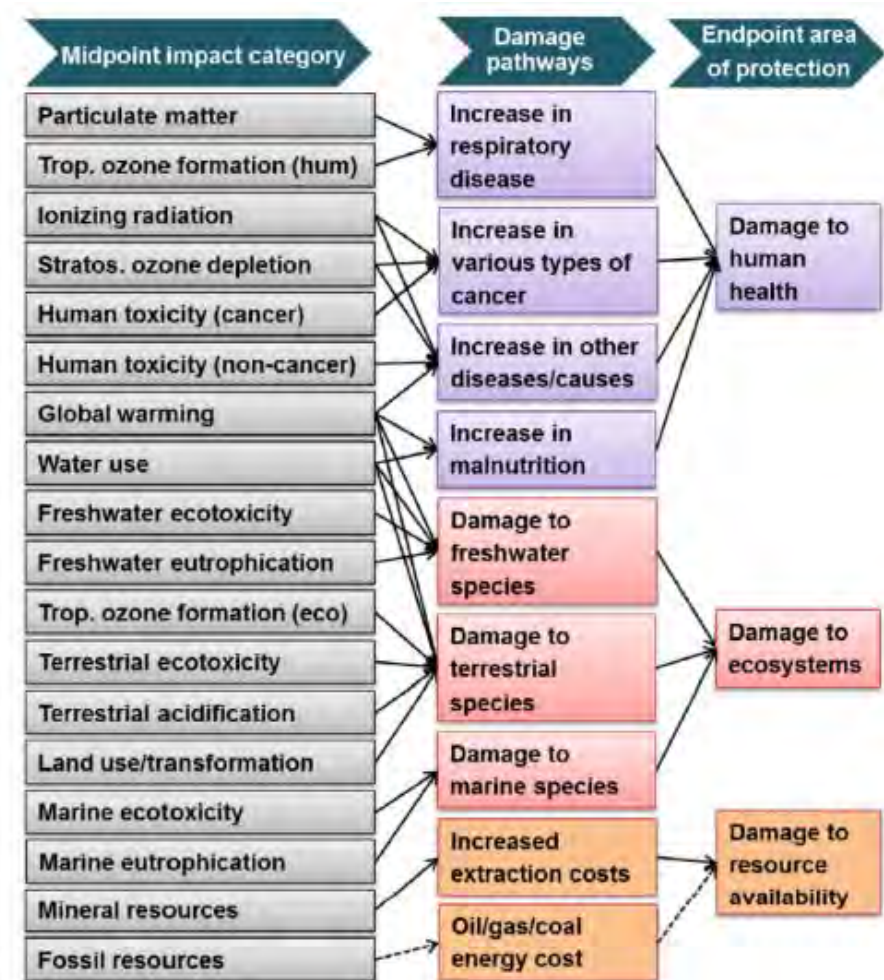 Midpoint impact category
Damage
pathways
Endpoint area
of protection
Particulate matter
Trop. ozone formation (hum)
Ionizing radiation
Stratos. ozone depletion
Human toxicity (cancer)
Human toxicity (non-cancer)
Global warming
Water use
Freshwater ecotoxicity
Freshwater eutrophication
Trop. ozone formation (eco)
Terrestrial ecotoxicity
Terrestrial acidification
Land use/transformation
Marine ecotoxicity
Marine eutrophication
Mineral resources
Fossil resources
Increase in
respiratory
disease
Increase in
various types of
cancer
Increase in other
diseases/causes
Increase in
malnutrition
Damage to
freshwater
species
Damage to
terrestrial
species
Damage to
marine species
Increased
extraction costs
Oil/gas/coal
energy cost
Damage to
human
health
Damage to
ecosystems
Damage to
resource
availability